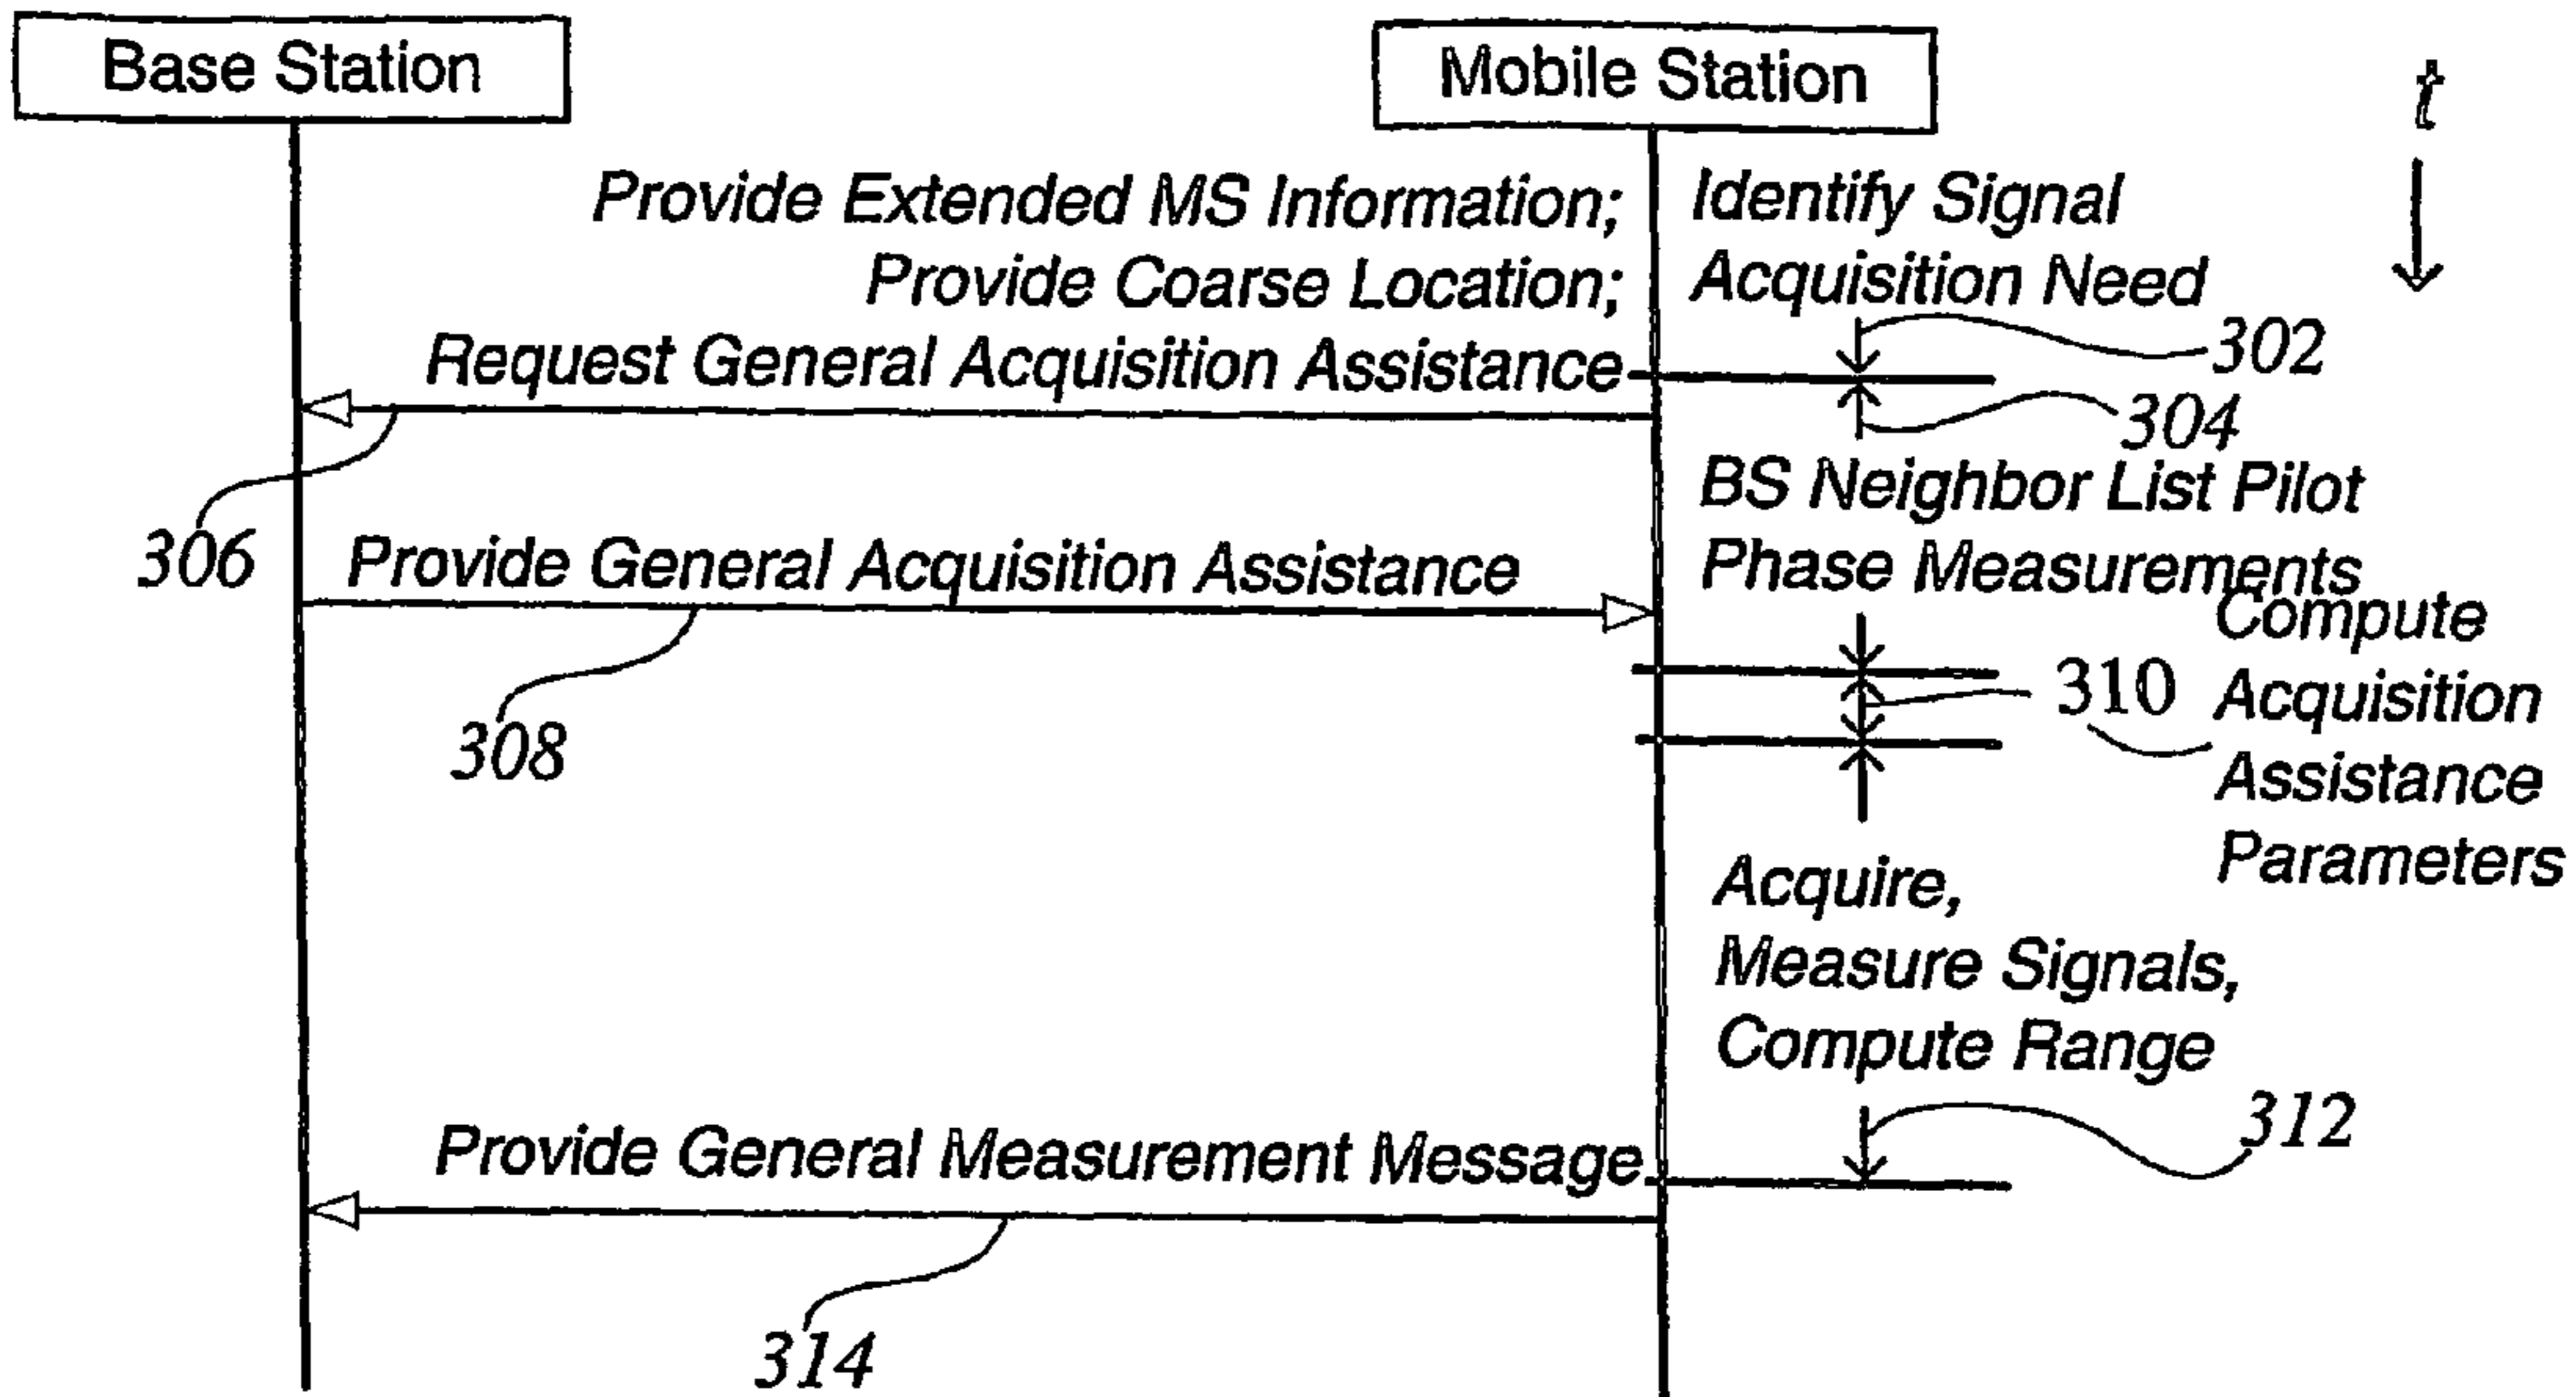 Base Station
Mobile Station
t
Provide Extended MS Information;
Provide Coarse Location;
Request General Acquisition Assistance
Identify Signal
Acquisition Need
302
304
306
BS Neighbor List Pilot
Phase Measurements
Provide General Acquisition Assistance
308
310
Compute
Acquisition
Assistance
Parameters
Acquire,
Measure Signals,
Compute Range
312
Provide General Measurement Message
314